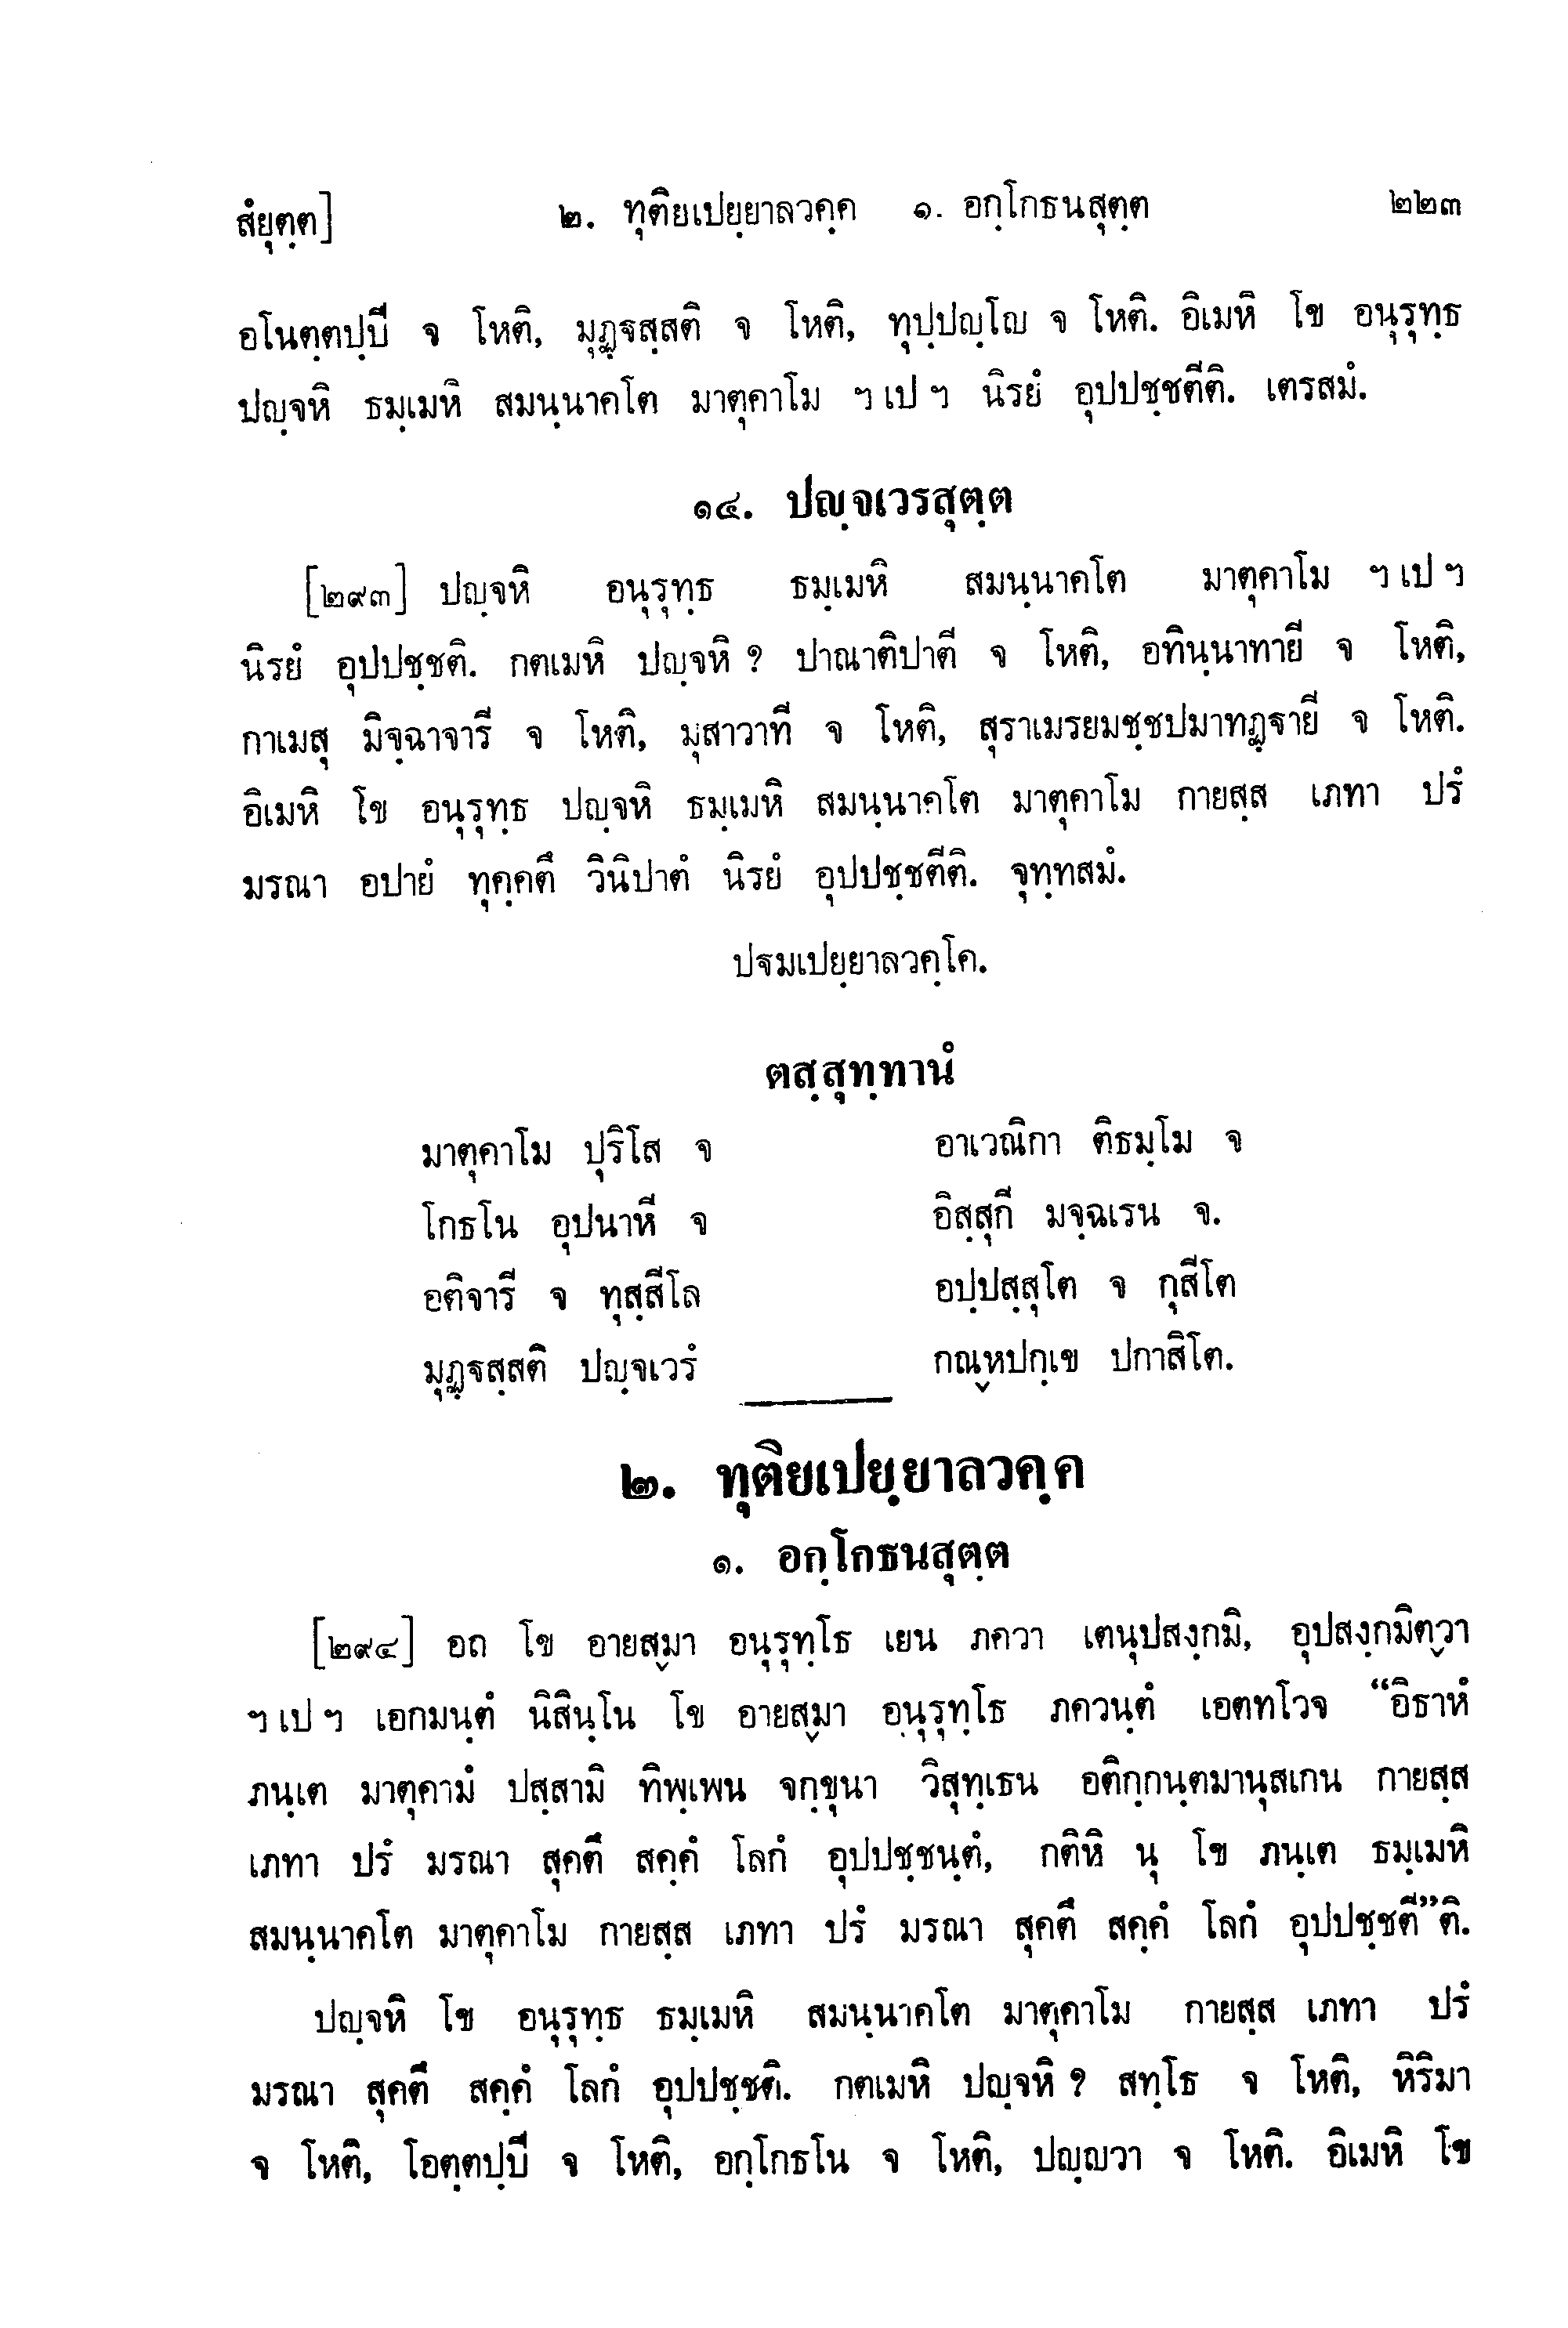 สํยุตฺต] ๒. ทุติยเปยฺยาลวคฺค ๑. อกฺโกธนสุตฺต ๒๒๓
อโนตฺตปฺปี จ โหติ, มุฏฺฐสฺสติ จ โหติ, ทุปฺปญฺโญ จ โหติ. อิเมหิ โข อนุรุทฺธ
ปญฺจหิ ธมฺเมหิ สมนฺนาคโต มาตุคาโม ฯ เป ฯ นิรยํ อุปปชฺชตีติ. เตรสมํ.
๑๔. ปญฺจเวรสุตฺต
[๒๙๓] ปญฺจหิ อนุรุทฺธ ธมฺเมหิ สมนฺนาคโต มาตุคาโม ฯ เป ฯ
นิรยํ อุปปชฺชติ. กตเมหิ ปญฺจหิ ? ปาณาติปาตี จ โหติ, อทินฺนาทายี จ โหติ,
กาเมสุ มิจฺฉาจารี จ โหติ, มุสาวาที จ โหติ, สุราเมรยมชฺชปมาทฏฺฐายี จ โหติ.
อิเมหิ โข อนุรุทฺธ ปญฺจหิ ธมฺเมหิ สมนฺนาคโต มาตุคาโม กายสฺส เภทา ปรํ
มรณา อปายํ ทุคฺคตึ วินิปาตํ นิรยํ อุปปชฺชตีติ. จุทฺทสมํ.
ปฐมเปยฺยาลวคฺโค.
ตสฺสุทฺทานํ
มาตุคาโม ปุริโส จ อาเวณิกา ติธมฺโม จ
โกธโน อุปนาหี จ อิสฺสุกี มจฺฉเรน จ.
อติจารี จ ทุสฺสีโล อปฺปสฺสุโต จ กุสีโต
มุฏฺฐสฺสติ ปญฺจเวรํ กณฺหปกฺเข ปกาสิโต.
๒. ทุติยเปยฺยาลวคฺค
๑. อกฺโกธนสุตฺต
[๒๙๔] อถ โข อายสฺมา อนุรุทฺโธ เยน ภควา เตนุปสงฺกมิ, อุปสงฺกมิตฺวา
ฯ เป ฯ เอกมนฺตํ นิสินฺโน โข อายสฺมา อนุรุทฺโธ ภควนฺตํ เอตทโวจ “อิธาหํ
ภนฺเต มาตุคามํ ปสฺสามิ ทิพฺเพน จกฺขุนา วิสุทฺเธน อติกฺกนฺตมานุสเกน กายสฺส
เภทา ปรํ มรณา สุคตึ สคฺคํ โลกํ อุปปชฺชนฺตํ, กติหิ นุ โข ภนฺเต ธมฺเมหิ
สมนฺนาคโต มาตุคาโม กายสฺส เภทา ปรํ มรณา สุคตึ สคฺคํ โลกํ อุปปชฺชตี”ติ.
ปญฺจหิ โข อนุรุทฺธ ธมฺเมหิ สมนฺนาคโต มาตุคาโม กายสฺส เภทา ปรํ
มรณา สุคตึ สคฺคํ โลกํ อุปปชฺชติ. กตเมหิ ปญฺจหิ ? สทฺโธ จ โหติ, หิริมา
จ โหติ, โอตฺตปฺปี จ โหติ, อกฺโกธโน จ โหติ, ปญฺญวา จ โหติ. อิเมหิ โข